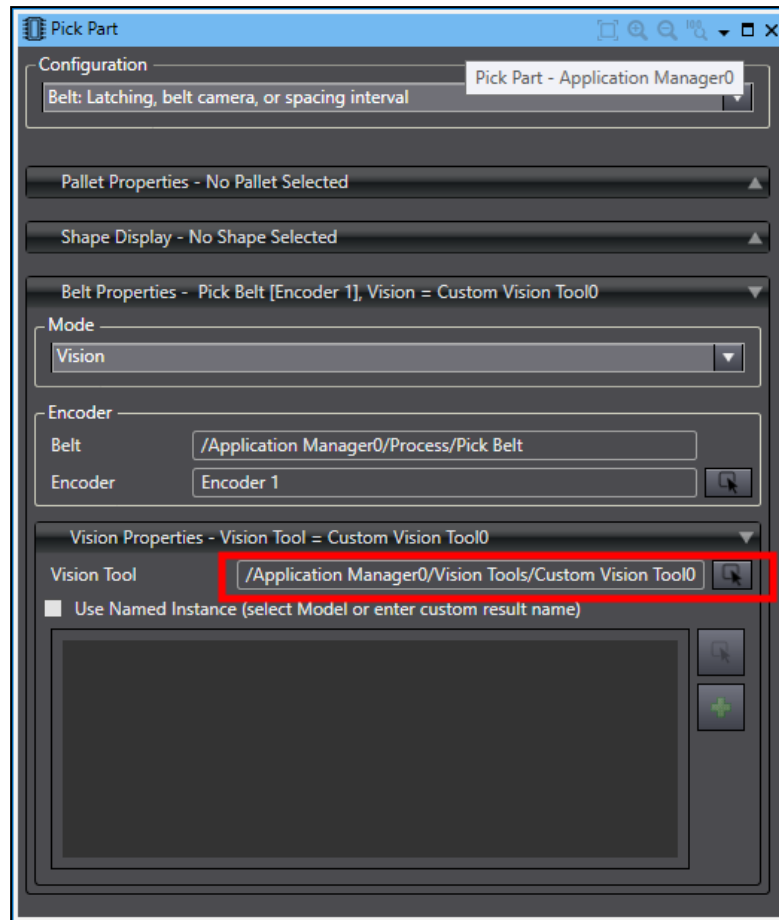 Pick Part
Configuration
Pick Part - Application Manager0
Belt: Latching, belt camera, or spacing interval
Pallet Properties - No Pallet Selected
Shape Display - No Shape Selected
Belt Properties - Pick Belt [Encoder 1], Vision = Custom Vision Tool0
Mode
Vision
Encoder
Belt /Application Manager0/Process/Pick Belt
Encoder Encoder 1
Vision Properties - Vision Tool = Custom Vision Tool0
Vision Tool /Application Manager0/Vision Tools/Custom Vision Tool0
Use Named Instance (select Model or enter custom result name)